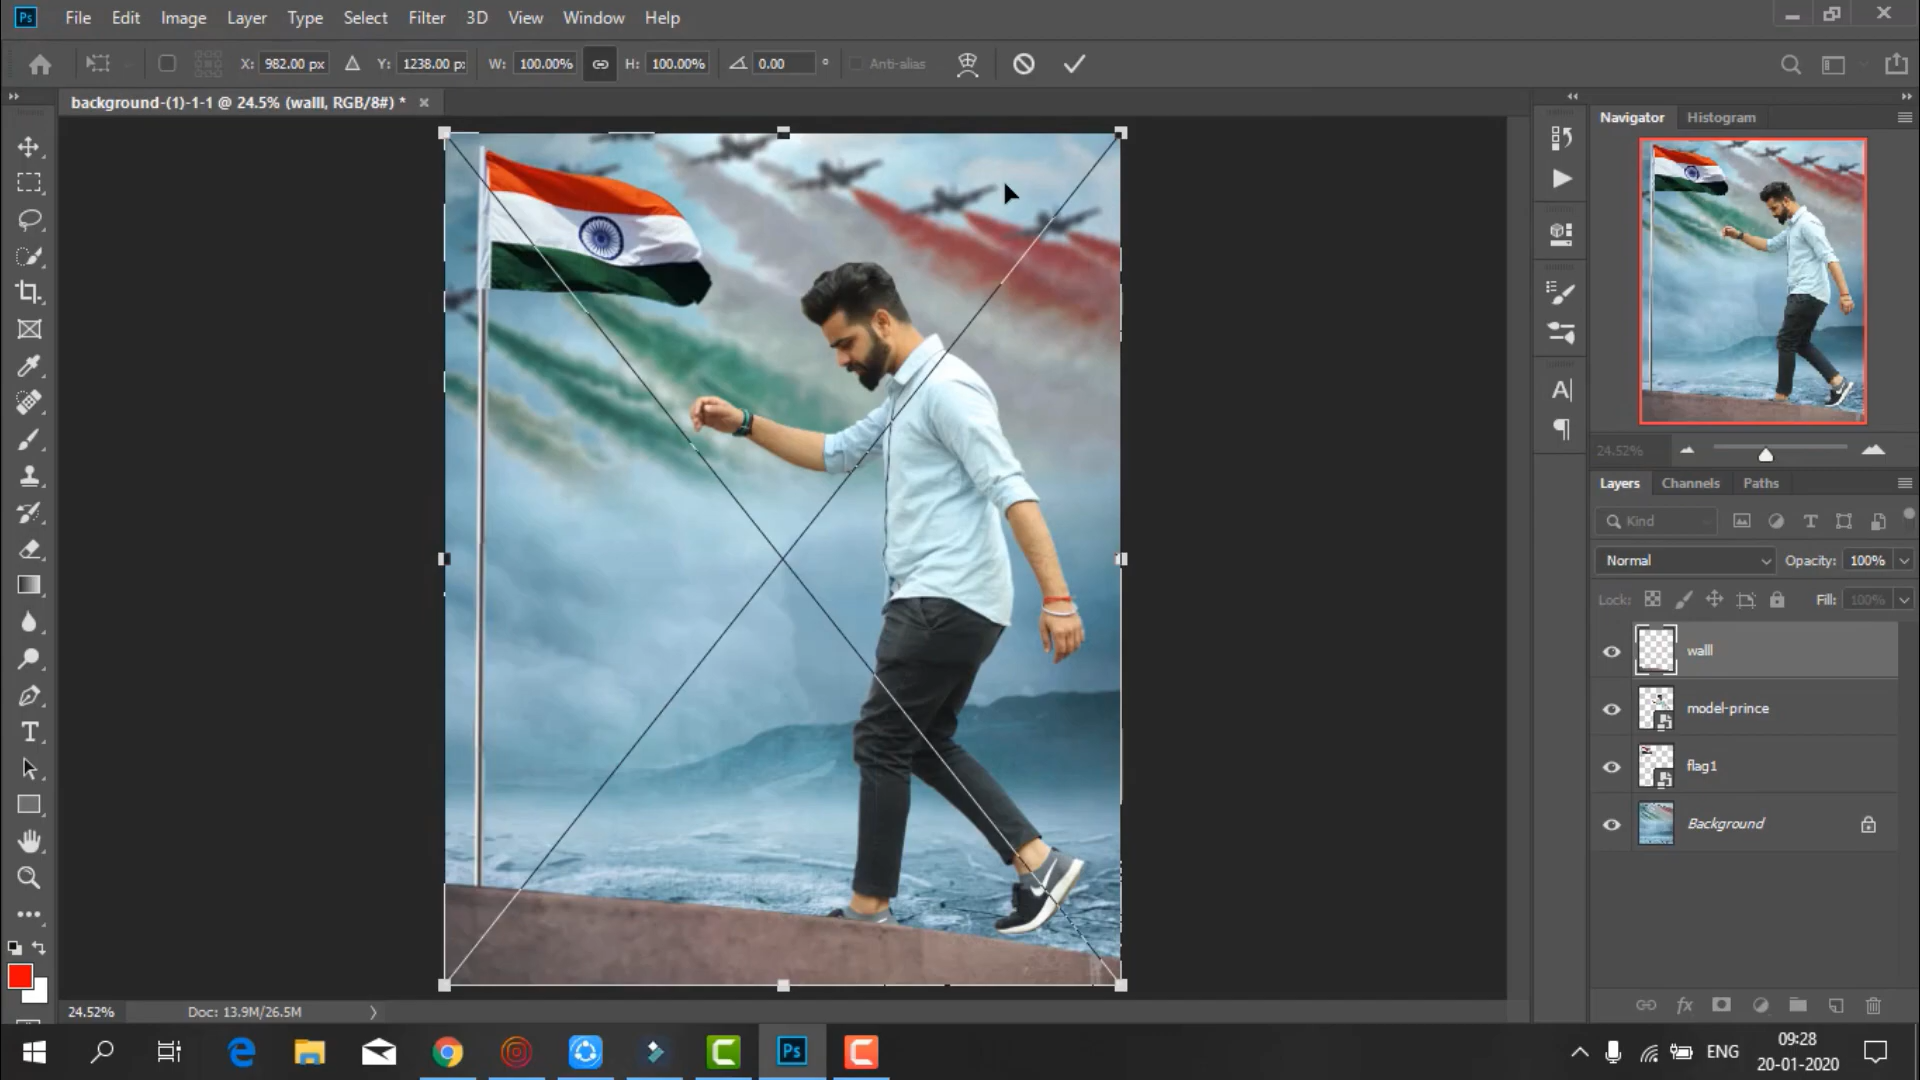 Ps File Edit Image Layer Type Select Filter 3D View Window Help
X: 982.00 px Y: 1238.00 p: W: 100.00% H: 100.00% 0.00 ° Anti-alias
background-(1)-1-1 @ 24.5% (walll, RGB/8#) * ×
Navigator Histogram
24.52%
Layers Channels Paths
Kind
Normal Opacity: 100%
Lock: Fill: 100%
walll
model-prince
flag1
Background
24.52% Doc: 13.9M/26.5M
Ps
ENG
09:28
20-01-2020